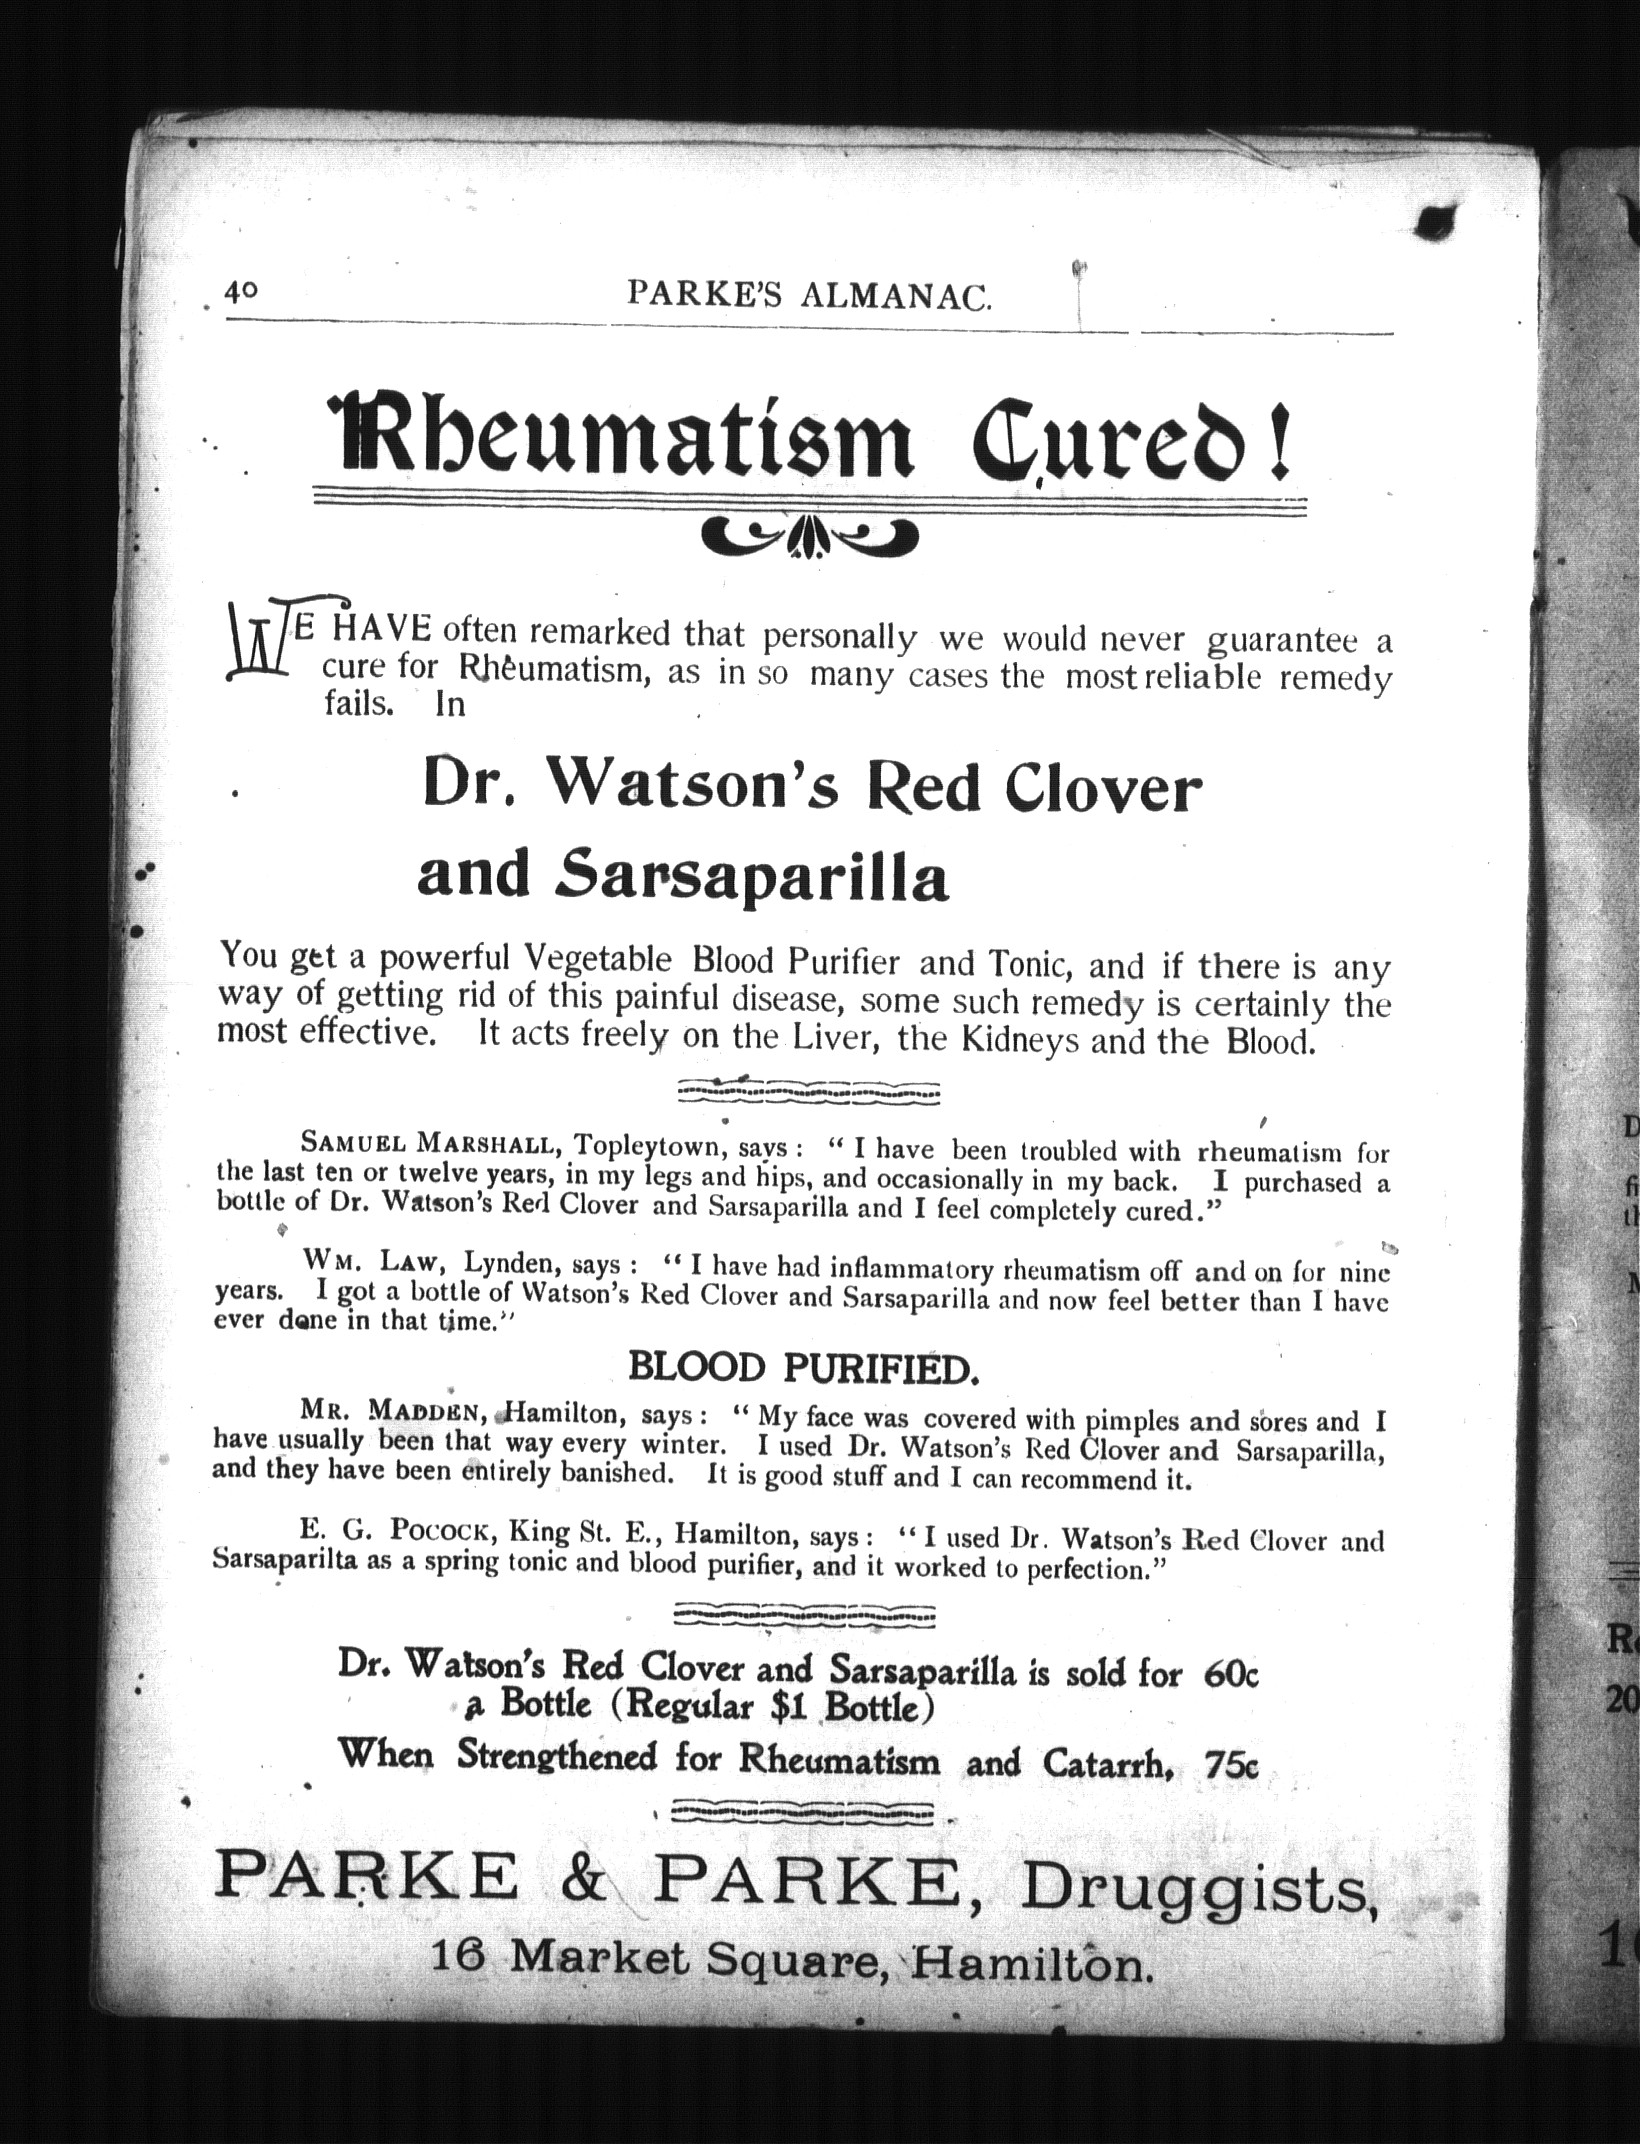 40
PARKE'S ALMANAC.
Rheumatism Cured!
WE HAVE often remarked that personally we would never guarantee a
cure for Rheumatism, as in so many cases the most reliable remedy
fails. In
Dr. Watson's Red Clover
and Sarsaparilla
You get a powerful Vegetable Blood Purifier and Tonic, and if there is any
way of getting rid of this painful disease, some such remedy is certainly the
most effective. It acts freely on the Liver, the Kidneys and the Blood.
SAMUEL MARSHALL, Topleytown, says: "I have been troubled with rheumatism for
the last ten or twelve years, in my legs and hips, and occasionally in my back. I purchased a
bottle of Dr. Watson's Red Clover and Sarsaparilla and I feel completely cured."
WM. LAW, Lynden, says: "I have had inflammatory rheumatism off and on for nine
years. I got a bottle of Watson's Red Clover and Sarsaparilla and now feel better than I have
ever done in that time."
BLOOD PURIFIED.
MR. MADDEN, Hamilton, says: "My face was covered with pimples and sores and I
have usually been that way every winter. I used Dr. Watson's Red Clover and Sarsaparilla,
and they have been entirely banished. It is good stuff and I can recommend it.
E. G. POCOCK, King St. E., Hamilton, says: "I used Dr. Watson's Red Clover and
Sarsaparilta as a spring tonic and blood purifier, and it worked to perfection."
Dr. Watson's Red Clover and Sarsaparilla is sold for 60c
a Bottle (Regular $1 Bottle)
When Strengthened for Rheumatism and Catarrh, 75c
PARKE & PARKE, Druggists,
16 Market Square, Hamilton.
20